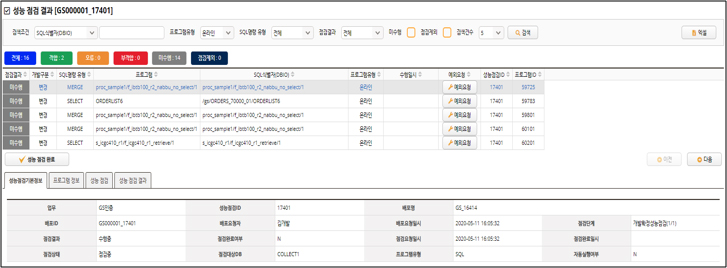 성능 점검 결과 [GS000001_17401]
검색조건 SQL식별자(DBIO) 프로그램유형 온라인 SQL명령 유형 전체 점검결과 전체 미수행 점검제외 검색건수 5 검색 엑셀
전체 : 16 적합 : 2 오류 : 0 부적합 : 0 미수행 : 14 점검제외 : 0
점검결과 개발구분 SQL명령 유형 프로그램 SQL식별자(DBIO) 프로그램유형 수행일시 예외요청 성능점검ID 프로그램ID
미수행 변경 MERGE proc_sample1/f_lbtb100_r2_nabbu_no_select/1 proc_sample1/f_lbtb100_r2_nabbu_no_select/1 온라인 예외요청 17401 59725
미수행 변경 SELECT ORDERLIST6 /gs/ORDERS_70000_01/ORDERLIST6 온라인 예외요청 17401 59783
미수행 변경 MERGE proc_sample1/f_lbtb100_r2_nabbu_no_select/1 proc_sample1/f_lbtb100_r2_nabbu_no_select/1 온라인 예외요청 17401 59801
미수행 변경 MERGE proc_sample1/f_lbtb100_r2_nabbu_no_select/1 proc_sample1/f_lbtb100_r2_nabbu_no_select/1 온라인 예외요청 17401 60101
미수행 변경 SELECT s_lcgc410_r1/f_lcgc410_r1_retrieve/1 s_lcgc410_r1/f_lcgc410_r1_retrieve/1 온라인 예외요청 17401 60201
성능 점검 완료 이전 다음
성능점검기본정보 프로그램 정보 성능 점검 성능 점검 결과
업무 GS인증 성능점검ID 17401 배포명 GS_16414
배포ID GS000001_17401 배포요청자 김개발 배포요청일시 2020-05-11 16:05:32 점검단계 개발확정성능점검(1/1)
점검결과 수행중 점검완료여부 N 점검요청일시 2020-05-11 16:05:32 점검완료일시
점검상태 점검중 점검대상DB COLLECT1 프로그램유형 SQL 자동실행여부 N